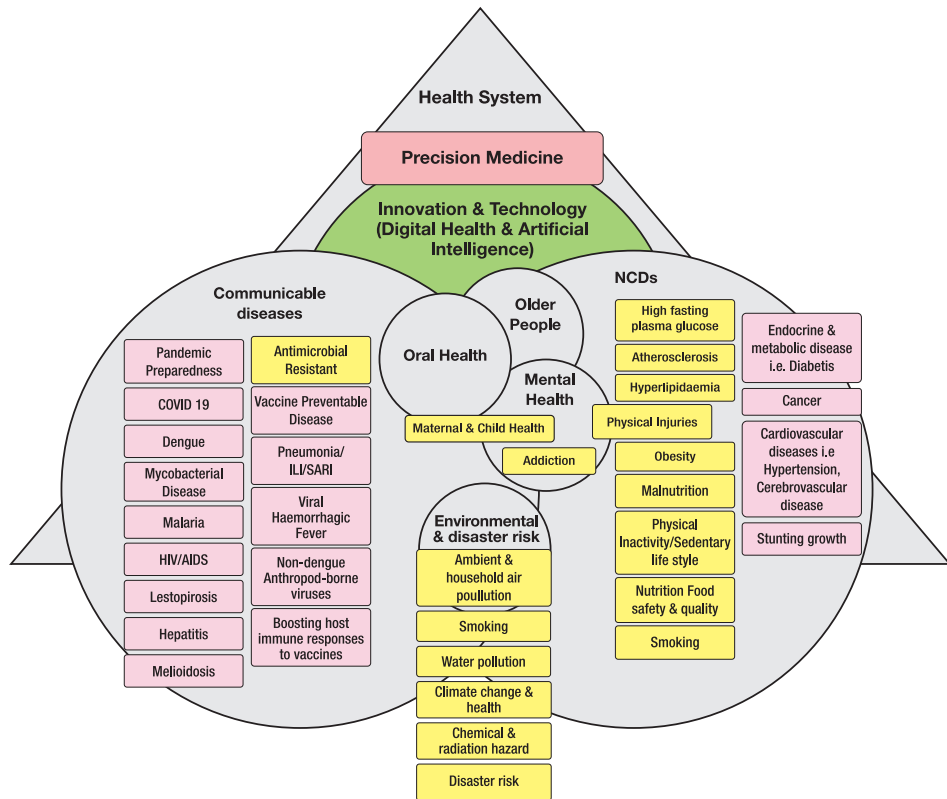 Health System
Precision Medicine
Innovation & Technology
(Digital Health & Artificial
Intelligence)
Communicable
diseases
Pandemic
Preparedness
COVID 19
Dengue
Mycobacterial
Disease
Malaria
HIV/AIDS
Lestopirosis
Hepatitis
Melioidosis
Antimicrobial
Resistant
Vaccine Preventable
Disease
Pneumonia/
ILI/SARI
Viral
Haemorrhagic
Fever
Non-dengue
Anthropod-borne
viruses
Boosting host
immune responses
to vaccines
Oral Health
Older
People
Mental
Health
Maternal & Child Health
Addiction
Environmental
& disaster risk
Ambient &
household air
poullution
Smoking
Water pollution
Climate change &
health
Chemical &
radiation hazard
Disaster risk
NCDs
High fasting
plasma glucose
Atherosclerosis
Hyperlipidaemia
Physical Injuries
Obesity
Malnutrition
Physical
Inactivity/Sedentary
life style
Nutrition Food
safety & quality
Smoking
Endocrine &
metabolic disease
i.e. Diabetis
Cancer
Cardiovascular
diseases i.e
Hypertension,
Cerebrovascular
disease
Stunting growth